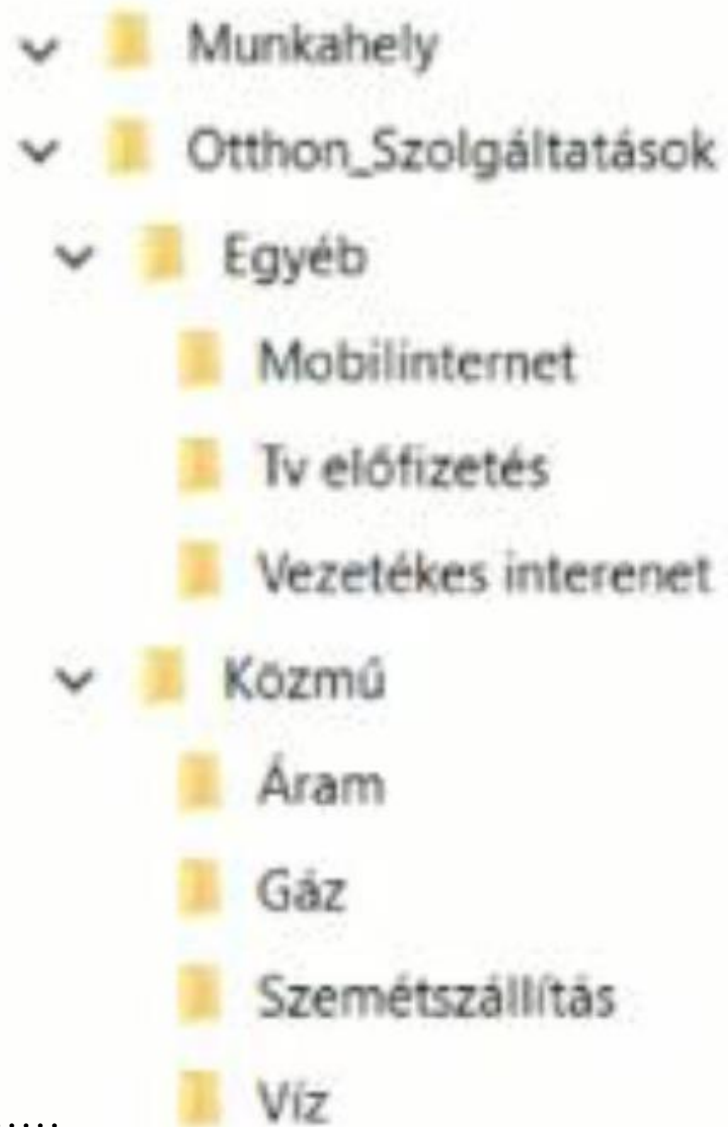 Munkahely
Otthon_Szolgáltatások
Egyéb
Mobilinternet
Tv előfizetés
Vezetékes interenet
Közmű
Áram
Gáz
Szemétszállítás
Víz
.....